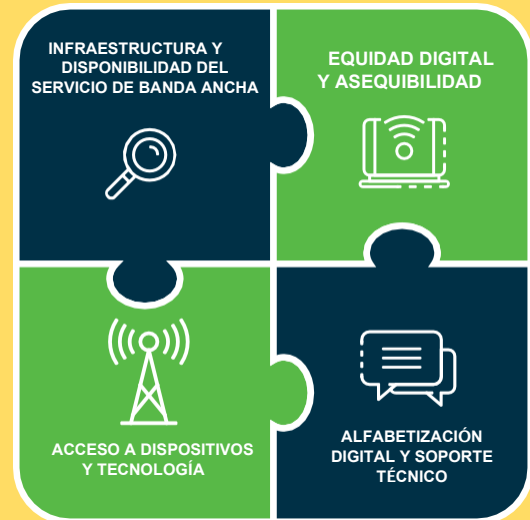 INFRAESTRUCTURA Y
DISPONIBILIDAD DEL
SERVICIO DE BANDA ANCHA
EQUIDAD DIGITAL
Y ASEQUIBILIDAD
ACCESO A DISPOSITIVOS
Y TECNOLOGÍA
ALFABETIZACIÓN
DIGITAL Y SOPORTE
TÉCNICO